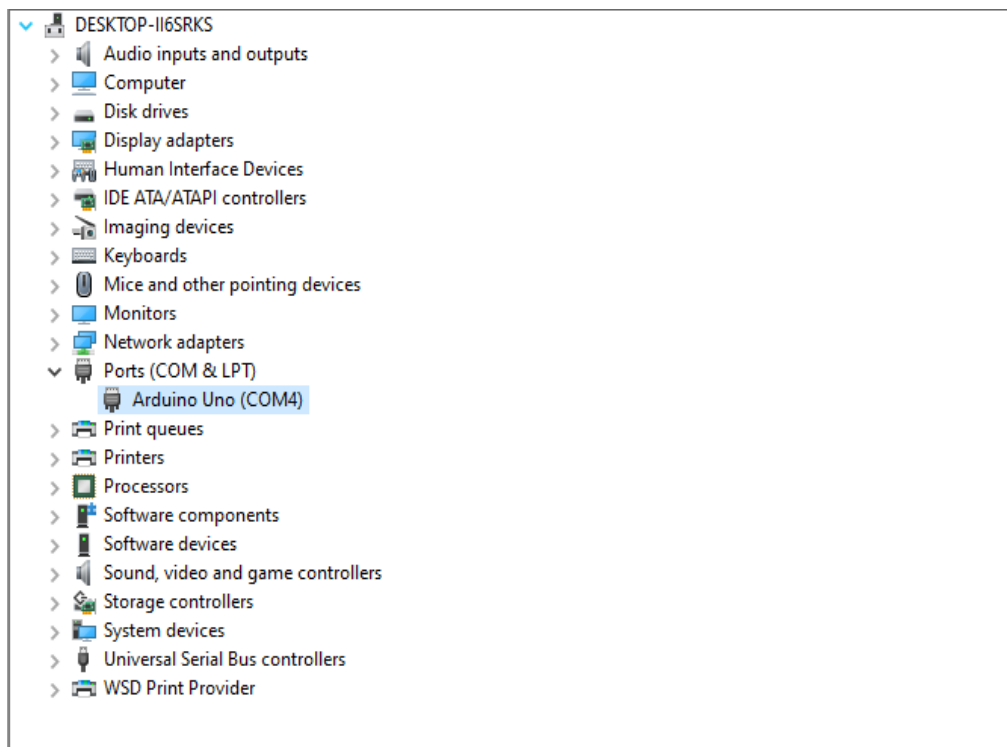 DESKTOP-II6SRKS
Audio inputs and outputs
Computer
Disk drives
Display adapters
Human Interface Devices
IDE ATA/ATAPI controllers
Imaging devices
Keyboards
Mice and other pointing devices
Monitors
Network adapters
Ports (COM & LPT)
Arduino Uno (COM4)
Print queues
Printers
Processors
Software components
Software devices
Sound, video and game controllers
Storage controllers
System devices
Universal Serial Bus controllers
WSD Print Provider